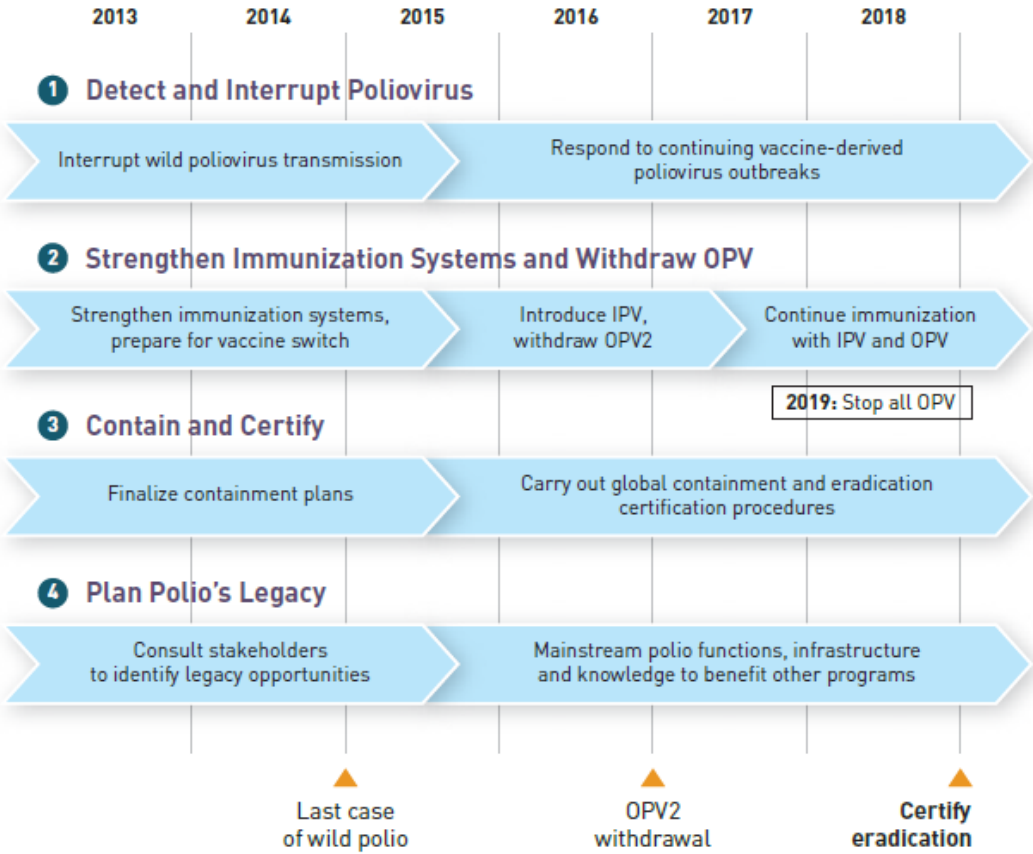 2013 2014 2015 2016 2017 2018
1 Detect and Interrupt Poliovirus
Interrupt wild poliovirus transmission
Respond to continuing vaccine-derived
poliovirus outbreaks
2 Strengthen Immunization Systems and Withdraw OPV
Strengthen immunization systems,
prepare for vaccine switch
Introduce IPV,
withdraw OPV2
Continue immunization
with IPV and OPV
2019: Stop all OPV
3 Contain and Certify
Finalize containment plans
Carry out global containment and eradication
certification procedures
4 Plan Polio's Legacy
Consult stakeholders
to identify legacy opportunities
Mainstream polio functions, infrastructure
and knowledge to benefit other programs
Last case
of wild polio
OPV2
withdrawal
Certify
eradication